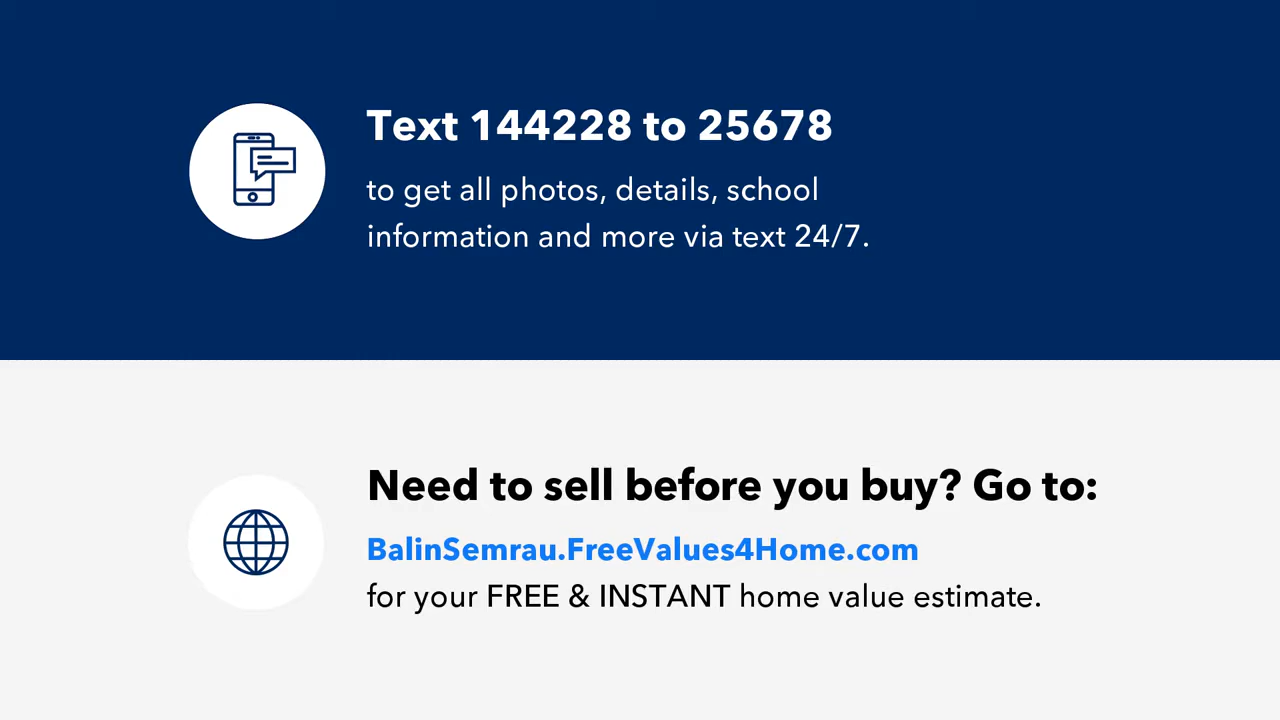 Text 144228 to 25678
to get all photos, details, school
information and more via text 24/7.
Need to sell before you buy? Go to:
BalinSemrau.FreeValues4Home.com
for your FREE & INSTANT home value estimate.